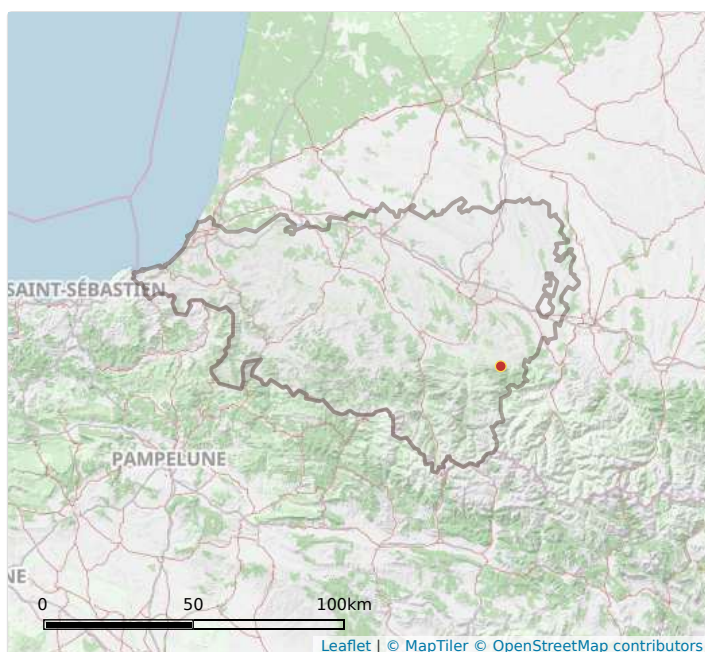 SAINT-SÉBASTIEN
PAMPELUNE
NE
0 50 100km
Leaflet | © MapTiler © OpenStreetMap contributors